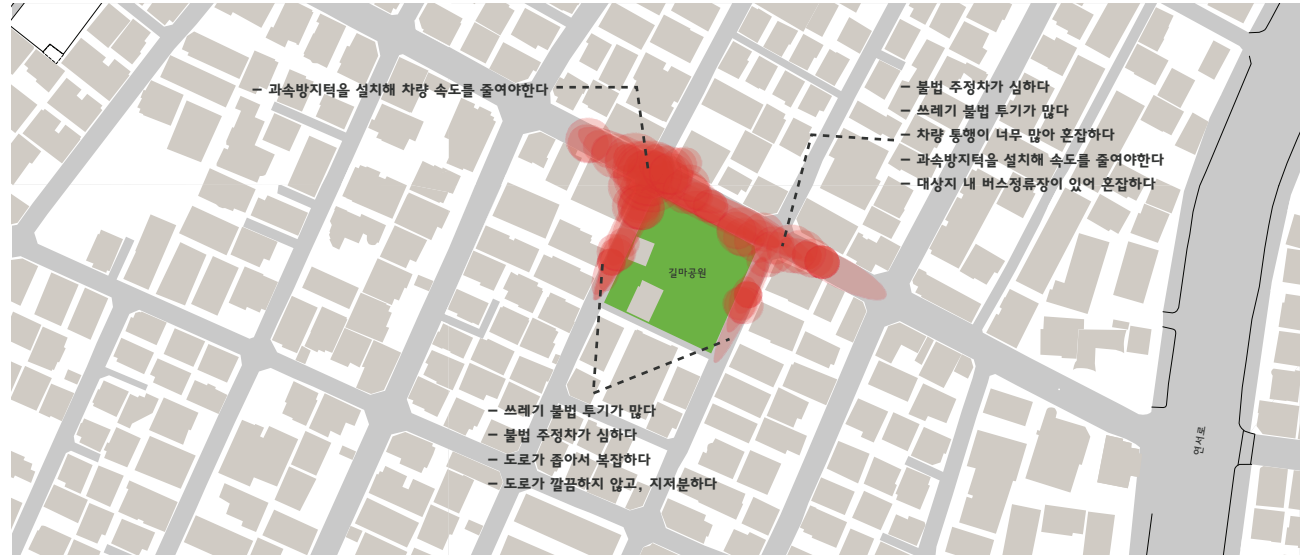 – 과속방지턱을 설치해 차량 속도를 줄여야한다
– 불법 주정차가 심하다
– 쓰레기 불법 투기가 많다
– 차량 통행이 너무 많아 혼잡하다
– 과속방지턱을 설치해 속도를 줄여야한다
– 대상지 내 버스정류장이 있어 혼잡하다
길마공원
– 쓰레기 불법 투기가 많다
– 불법 주정차가 심하다
– 도로가 좁아서 복잡하다
– 도로가 깔끔하지 않고, 지저분하다
연서로